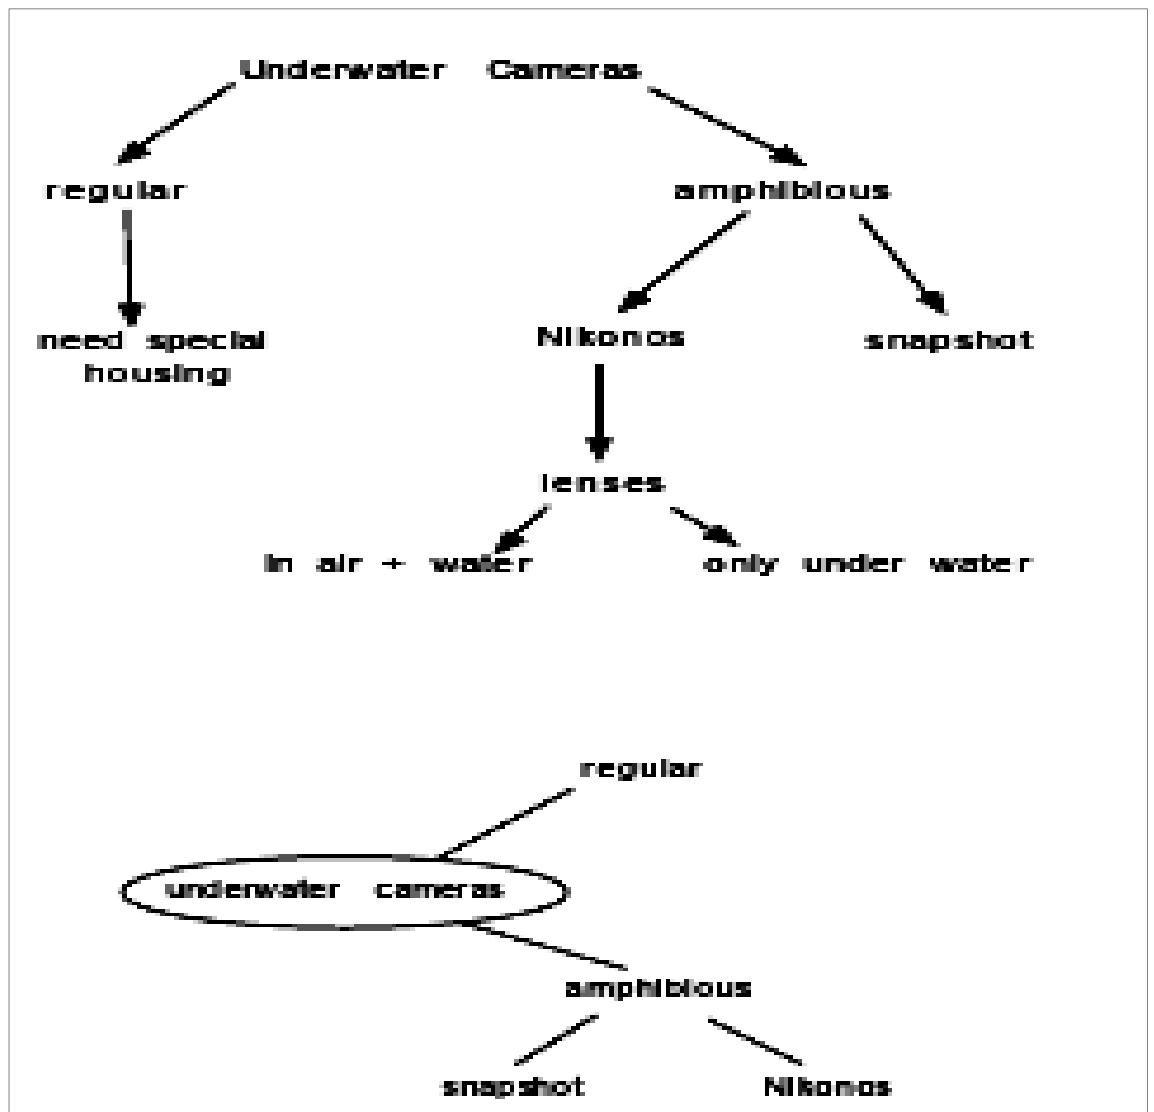 Underwater Cameras
regular amphibious
need special Nikonos snapshot
housing
lenses
in air + water only under water
regular
underwater cameras
amphibious
snapshot Nikonos